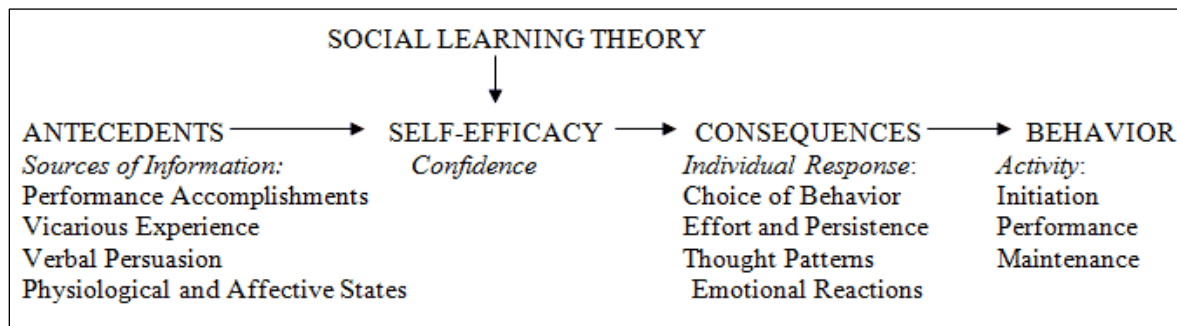 SOCIAL LEARNING THEORY
ANTECEDENTS SELF-EFFICACY CONSEQUENCES BEHAVIOR
Sources of Information: Confidence Individual Response: Activity:
Performance Accomplishments Choice of Behavior Initiation
Vicarious Experience Effort and Persistence Performance
Verbal Persuasion Thought Patterns Maintenance
Physiological and Affective States Emotional Reactions